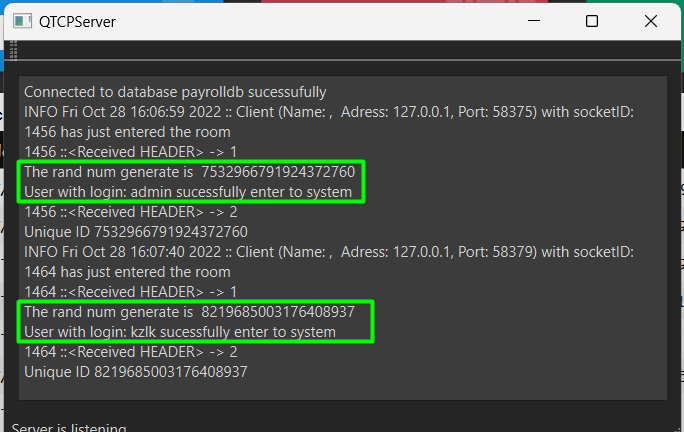 QTCPServer
Connected to database payrolldb sucessufully
INFO Fri Oct 28 16:06:59 2022 :: Client (Name: ,  Adress: 127.0.0.1, Port: 58375) with socketID:
1456 has just entered the room
1456 ::<Received HEADER> -> 1
The rand num generate is  7532966791924372760
User with login: admin sucessfully enter to system
1456 ::<Received HEADER> -> 2
Unique ID 7532966791924372760
INFO Fri Oct 28 16:07:40 2022 :: Client (Name: ,  Adress: 127.0.0.1, Port: 58379) with socketID:
1464 has just entered the room
1464 ::<Received HEADER> -> 1
The rand num generate is  8219685003176408937
User with login: kzlk sucessfully enter to system
1464 ::<Received HEADER> -> 2
Unique ID 8219685003176408937
Server is listening